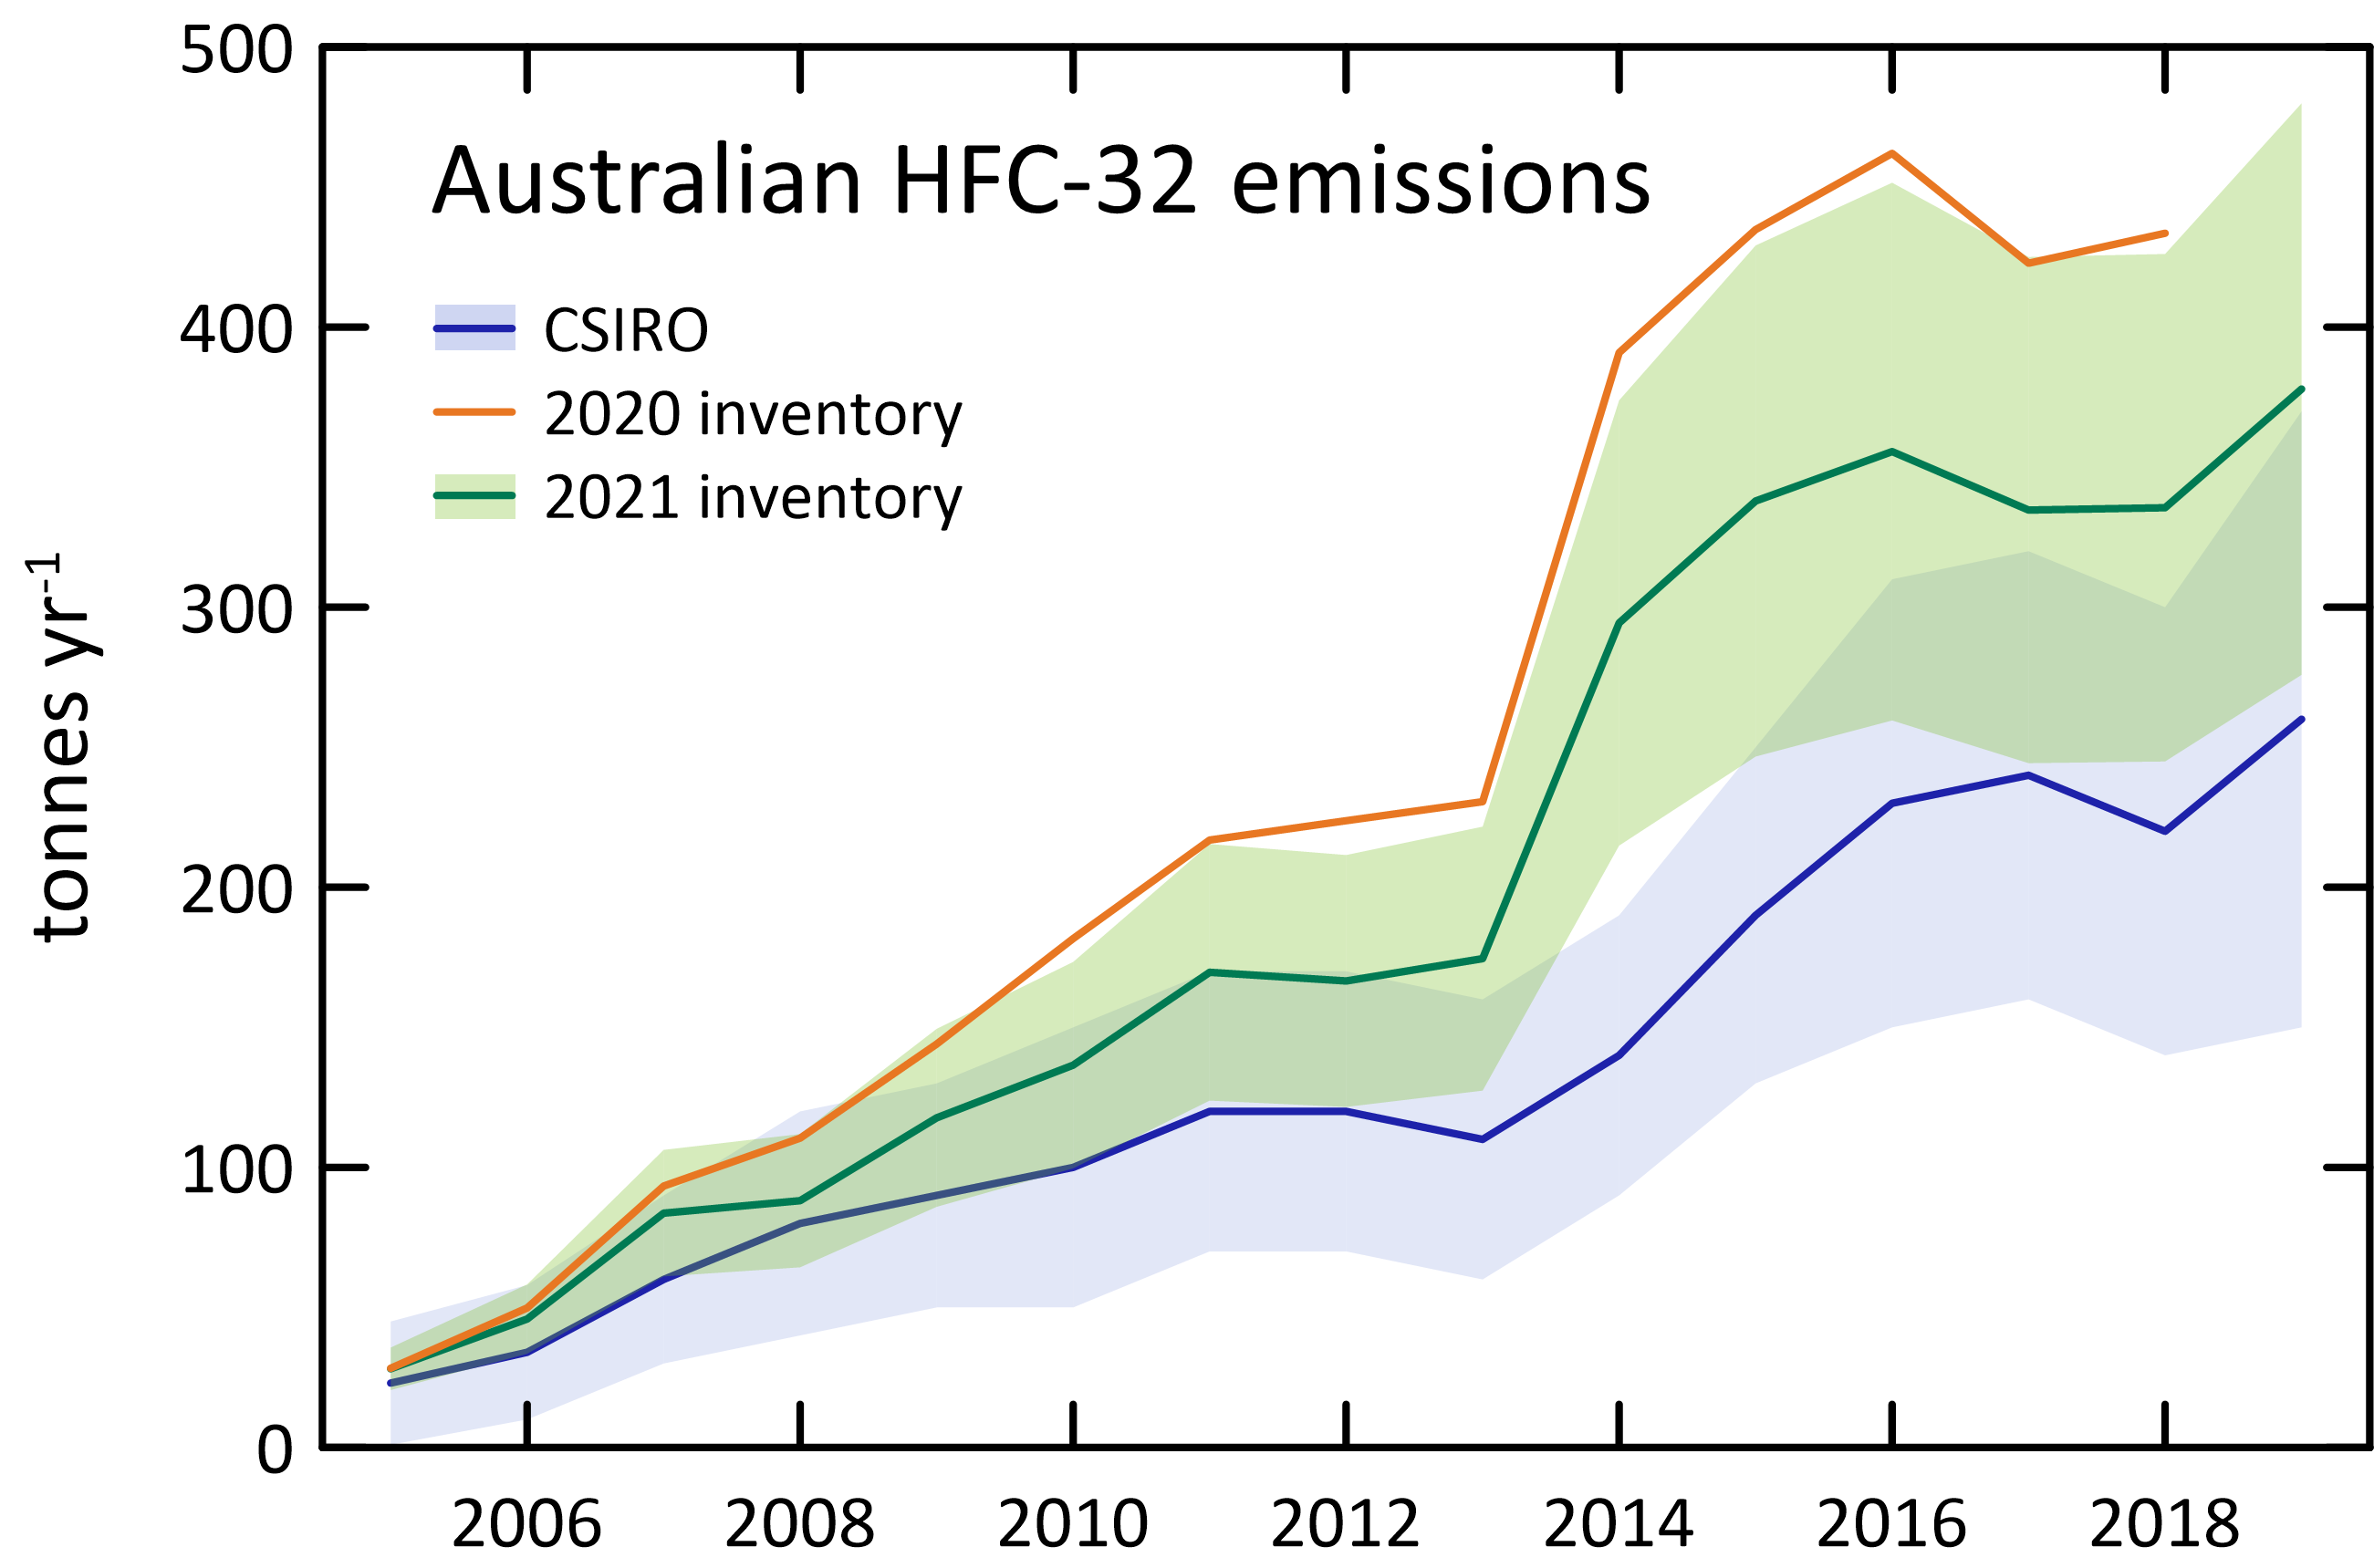 Australian HFC-32 emissions
CSIRO
2020 inventory
2021 inventory
tonnes yr⁻¹
500
400
300
200
100
0
2006 2008 2010 2012 2014 2016 2018